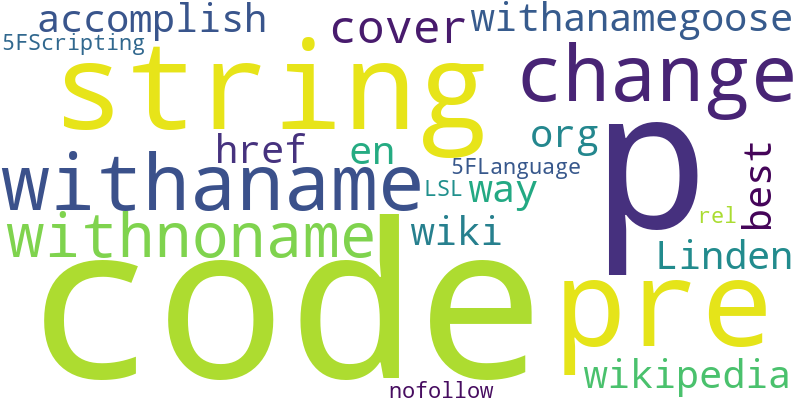 accomplish
cover
withanamegoose
5FScripting
string
change
p
org
href
en
best
withaname
5FLanguage
LSL
way
rel
withnoname
wiki
Linden
code
pre
wikipedia
nofollow